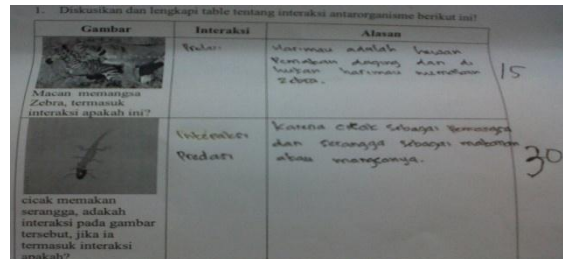 1. Diskusikan dan lengkapi table tentang interaksi antarorganisme berikut ini!
Gambar Interaksi Alasan
Predasi Harimau adalah hewan
Pemakan daging dan di
hutan harimau memakan
zebra.
15
Macan memangsa
Zebra, termasuk
interaksi apakah ini?
Interaksi Karena cicak sebagai Pemangsa
Predasi dan serangga sebagai makanan
atau mangsanya.
30
cicak memakan
serangga, adakah
interaksi pada gambar
tersebut, jika ia
termasuk interaksi
apakah?